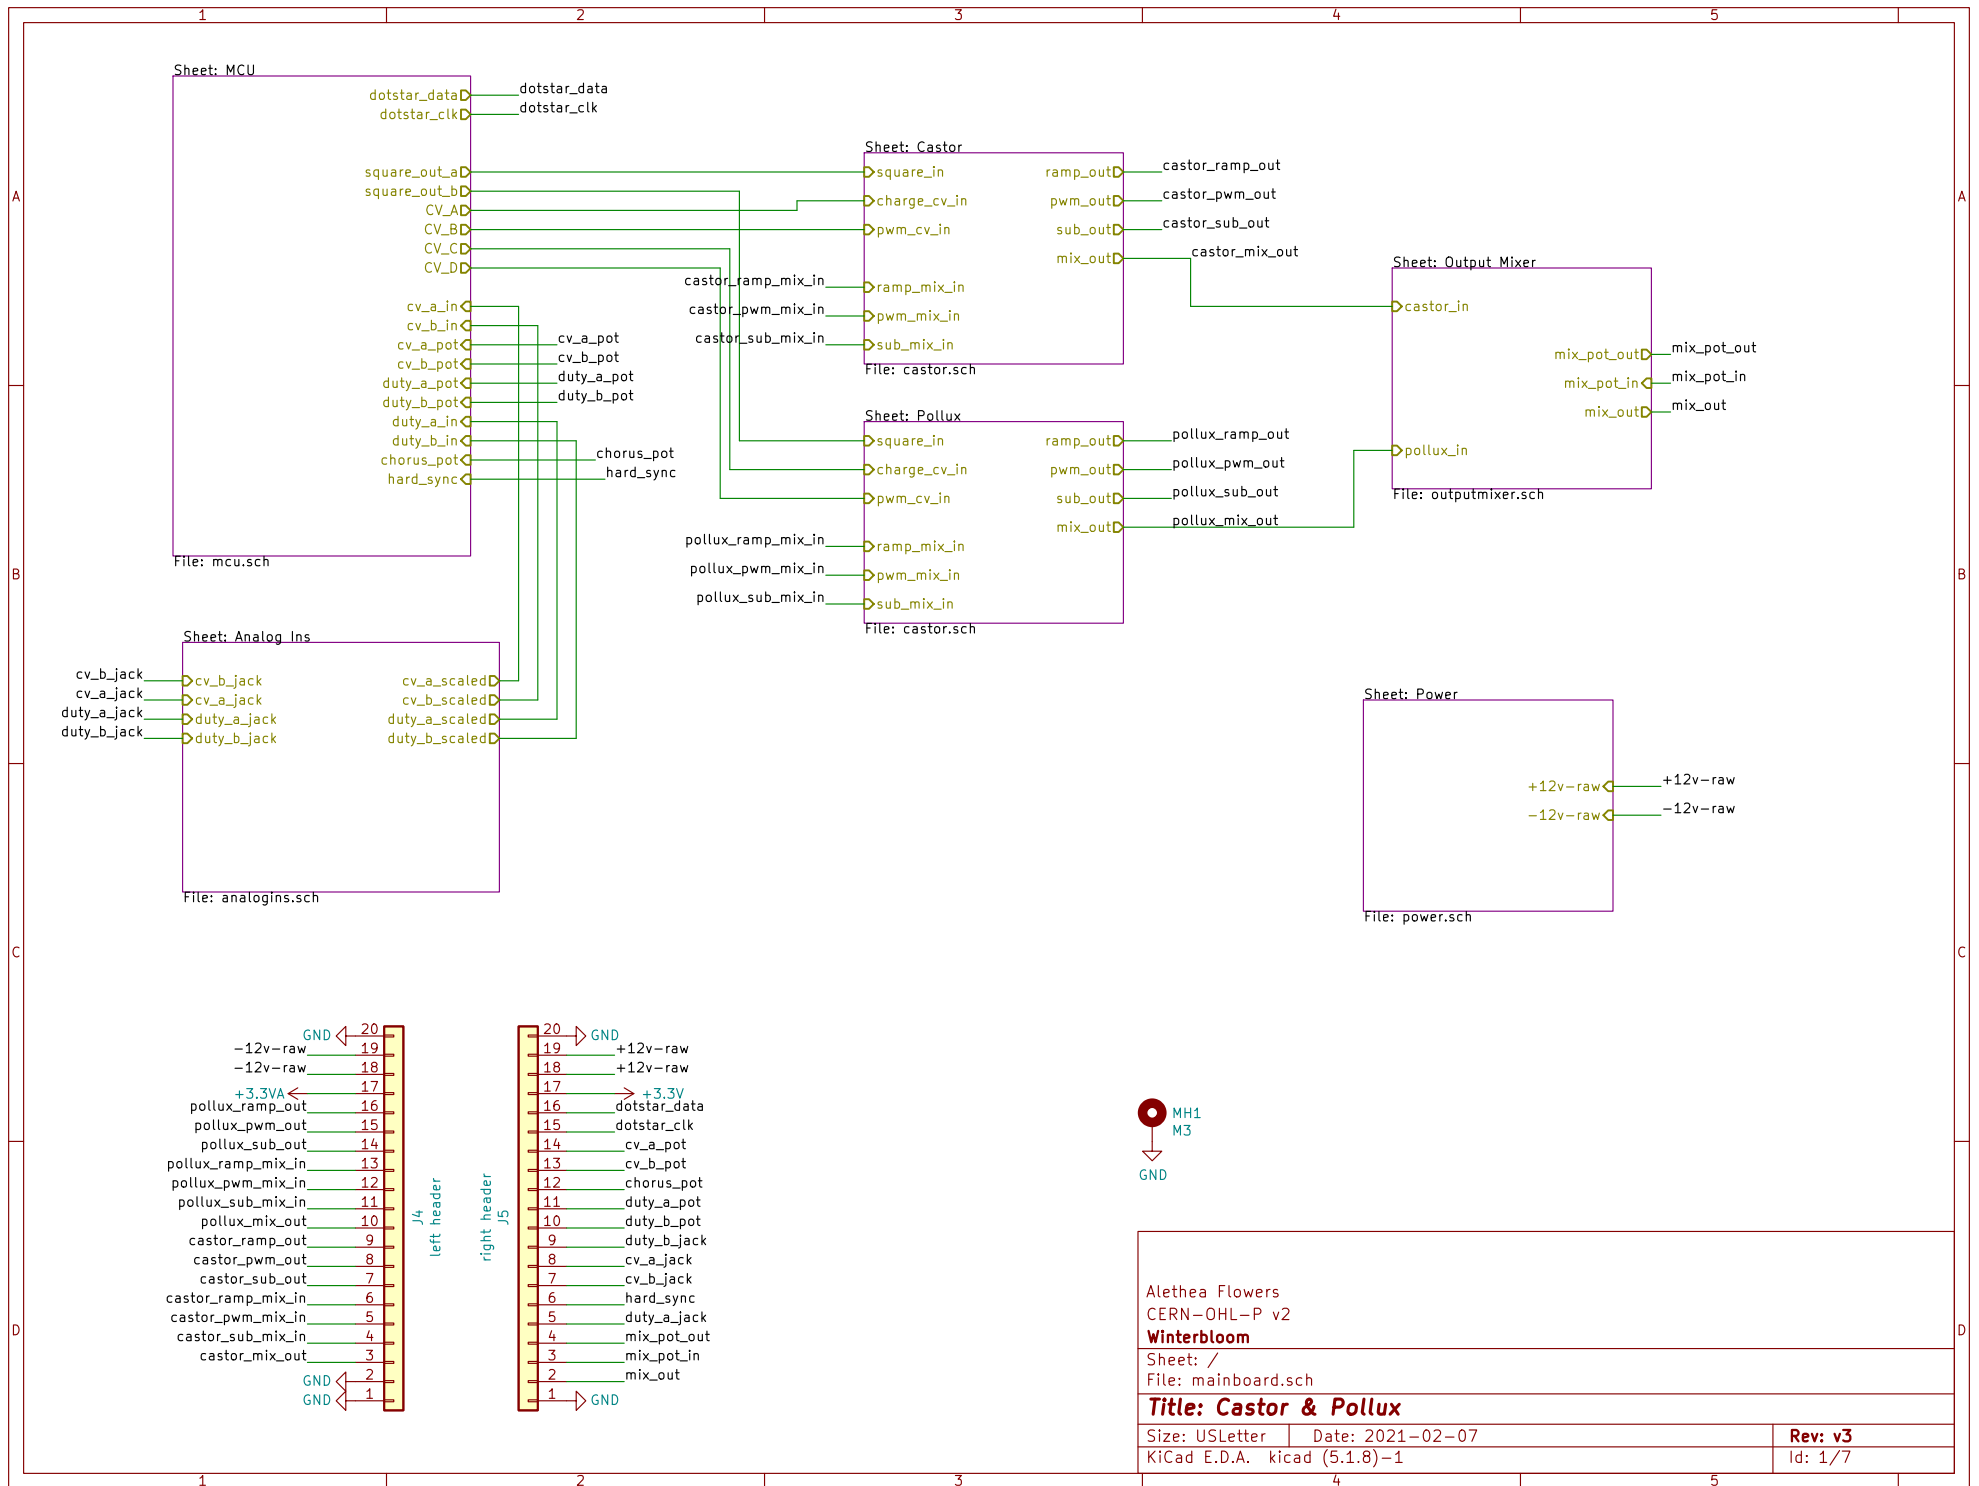 1 2 3 4 5
A
B
C
D
A
B
C
D
Sheet: MCU
dotstar_data
dotstar_clk
square_out_a
square_out_b
CV_A
CV_B
CV_C
CV_D
cv_a_in
cv_b_in
cv_a_pot
cv_b_pot
duty_a_pot
duty_b_pot
duty_a_in
duty_b_in
chorus_pot
hard_sync
File: mcu.sch
dotstar_data
dotstar_clk
cv_a_pot
cv_b_pot
duty_a_pot
duty_b_pot
chorus_pot
hard_sync
Sheet: Castor
square_in
charge_cv_in
pwm_cv_in
ramp_mix_in
pwm_mix_in
sub_mix_in
ramp_out
pwm_out
sub_out
mix_out
File: castor.sch
castor_ramp_mix_in
castor_pwm_mix_in
castor_sub_mix_in
castor_ramp_out
castor_pwm_out
castor_sub_out
castor_mix_out
Sheet: Output Mixer
castor_in
mix_pot_out
mix_pot_in
mix_out
pollux_in
File: outputmixer.sch
mix_pot_out
mix_pot_in
mix_out
Sheet: Pollux
square_in
charge_cv_in
pwm_cv_in
ramp_mix_in
pwm_mix_in
sub_mix_in
ramp_out
pwm_out
sub_out
mix_out
File: castor.sch
pollux_ramp_mix_in
pollux_pwm_mix_in
pollux_sub_mix_in
pollux_ramp_out
pollux_pwm_out
pollux_sub_out
pollux_mix_out
Sheet: Analog Ins
cv_b_jack
cv_a_jack
duty_a_jack
duty_b_jack
cv_b_jack
cv_a_jack
duty_a_jack
duty_b_jack
cv_a_scaled
cv_b_scaled
duty_a_scaled
duty_b_scaled
File: analogins.sch
Sheet: Power
+12v-raw
-12v-raw
+12v-raw
-12v-raw
File: power.sch
GND 20
-12v-raw 19
-12v-raw 18
+3.3VA 17
pollux_ramp_out 16
pollux_pwm_out 15
pollux_sub_out 14
pollux_ramp_mix_in 13
pollux_pwm_mix_in 12
pollux_sub_mix_in 11
pollux_mix_out 10
castor_ramp_out 9
castor_pwm_out 8
castor_sub_out 7
castor_ramp_mix_in 6
castor_pwm_mix_in 5
castor_sub_mix_in 4
castor_mix_out 3
GND 2
GND 1
J4
left header
right header
J5
20 GND
19 +12v-raw
18 +12v-raw
17 +3.3V
16 dotstar_data
15 dotstar_clk
14 cv_a_pot
13 cv_b_pot
12 chorus_pot
11 duty_a_pot
10 duty_b_pot
9 duty_b_jack
8 cv_a_jack
7 cv_b_jack
6 hard_sync
5 duty_a_jack
4 mix_pot_out
3 mix_pot_in
2 mix_out
1 GND
MH1
M3
GND
Alethea Flowers
CERN-OHL-P v2
Winterbloom
Sheet: /
File: mainboard.sch
Title: Castor & Pollux
Size: USLetter Date: 2021-02-07 Rev: v3
KiCad E.D.A. kicad (5.1.8)-1 Id: 1/7
1 2 3 4 5